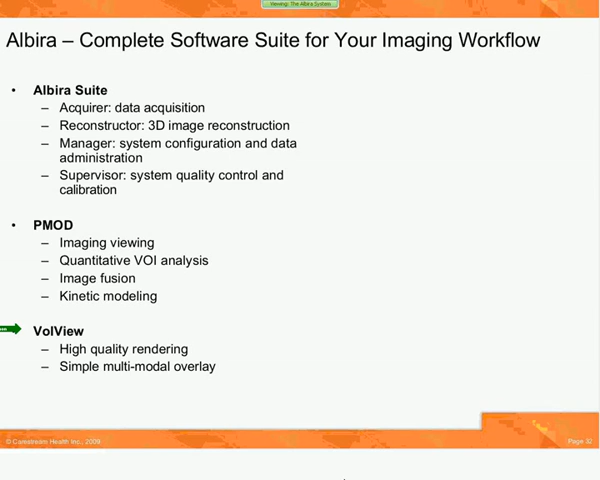 Viewing: The Albira System
Albira – Complete Software Suite for Your Imaging Workflow
• Albira Suite
– Acquirer: data acquisition
– Reconstructor: 3D image reconstruction
– Manager: system configuration and data
administration
– Supervisor: system quality control and
calibration
• PMOD
– Imaging viewing
– Quantitative VOI analysis
– Image fusion
– Kinetic modeling
VolView
– High quality rendering
– Simple multi-modal overlay
© Carestream Health Inc., 2009
Page 32